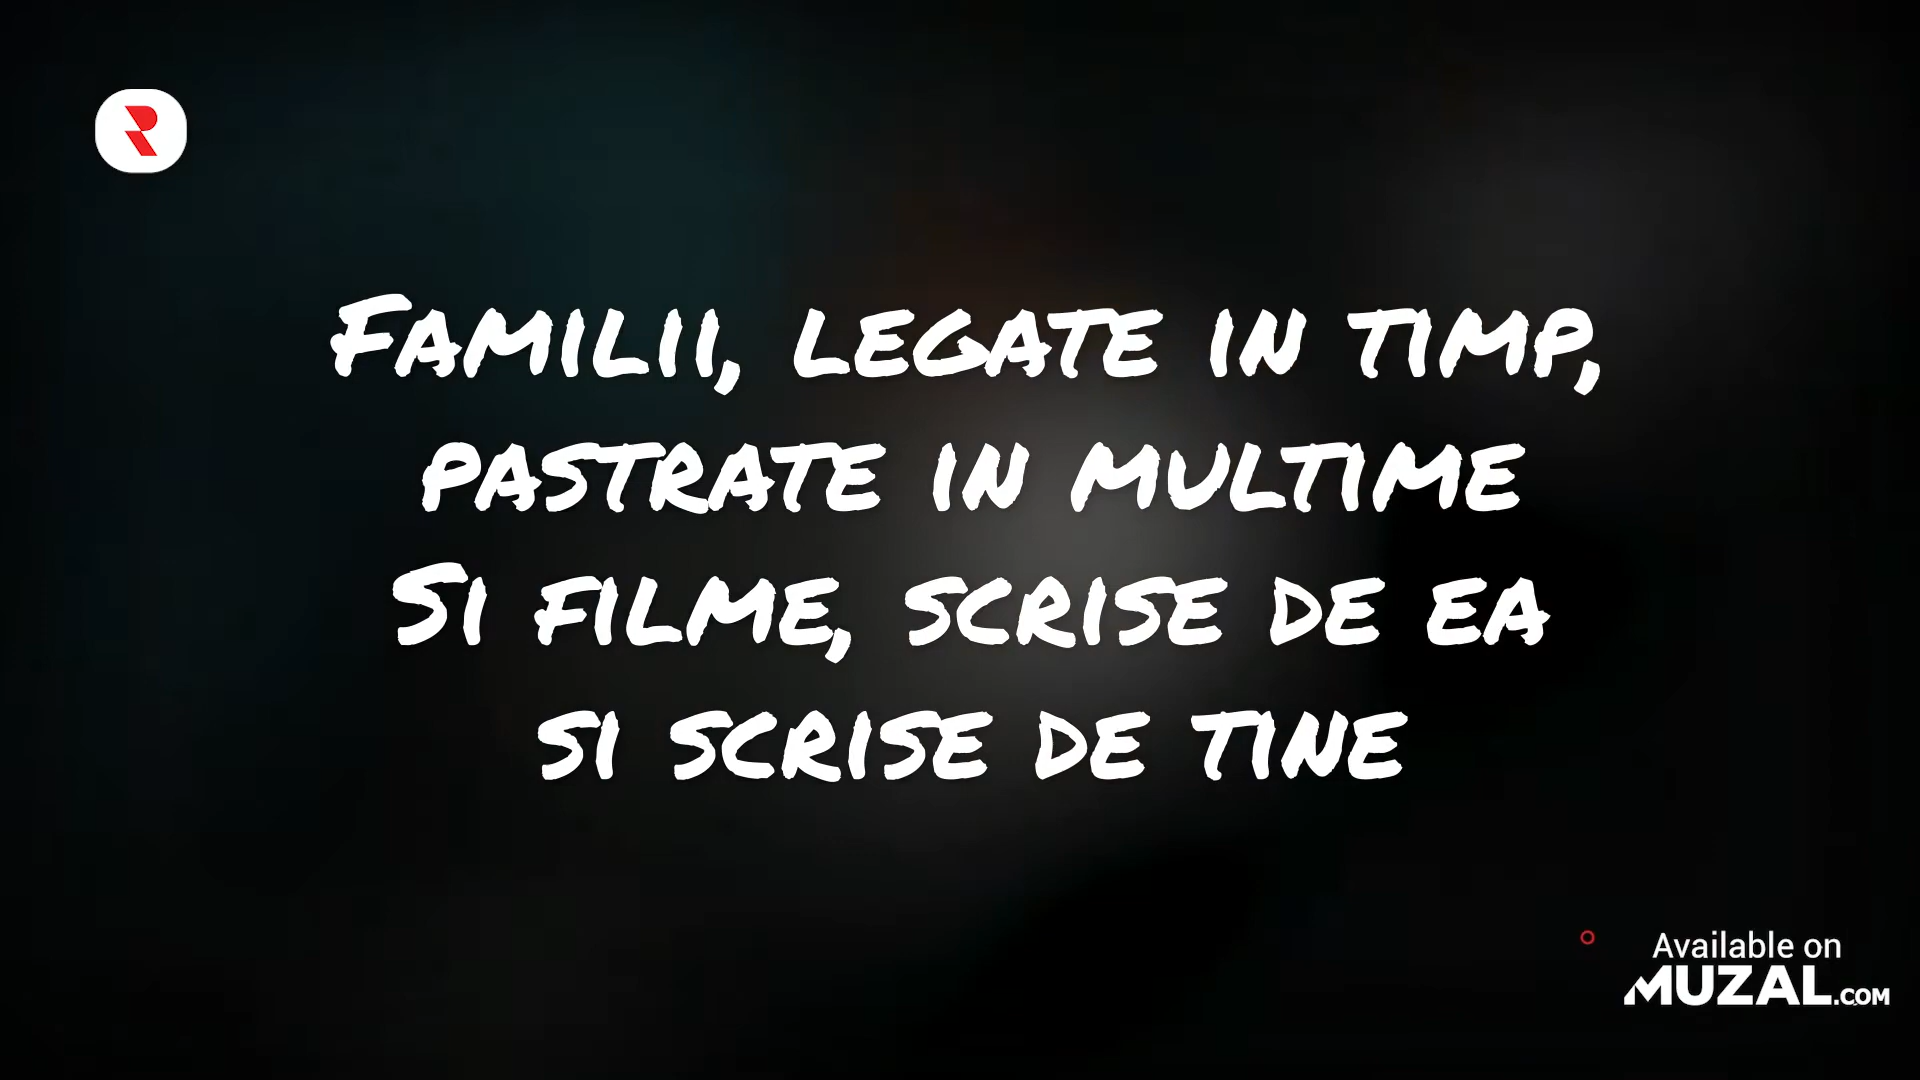 Familii, legate in timp,
pastrate in multime
Si filme, scrise de ea
si scrise de tine
Available on
MUZAL.COM